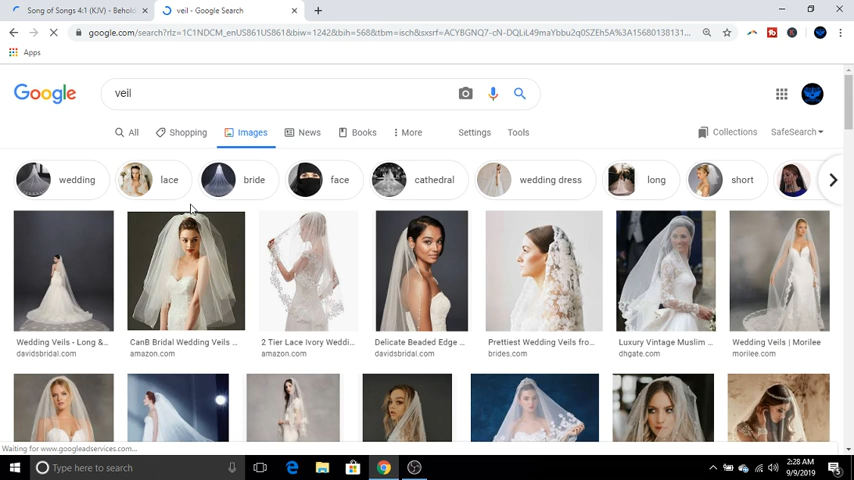 Song of Songs 4:1 (KJV) - Behold
veil - Google Search
google.com/search?rlz=1C1NDCM_enUS861US861&biw=1242&bih=568&tbm=isch&sxsrf=ACYBGNQ7-cN-DQLiL49maYbbu2q0SZEh5A%3A15680138131...
Apps
Google
veil
All
Shopping
Images
News
Books
More
Settings
Tools
Collections
SafeSearch
wedding
lace
bride
face
cathedral
wedding dress
long
short
Wedding Veils - Long &...
davidsbridal.com
CanB Bridal Wedding Veils ...
amazon.com
2 Tier Lace Ivory Weddi...
amazon.com
Delicate Beaded Edge ...
davidsbridal.com
Prettiest Wedding Veils fro...
brides.com
Luxury Vintage Muslim ...
dhgate.com
Wedding Veils | Morilee
morilee.com
Waiting for www.googleadservices.com...
Type here to search
2:28 AM
9/9/2019